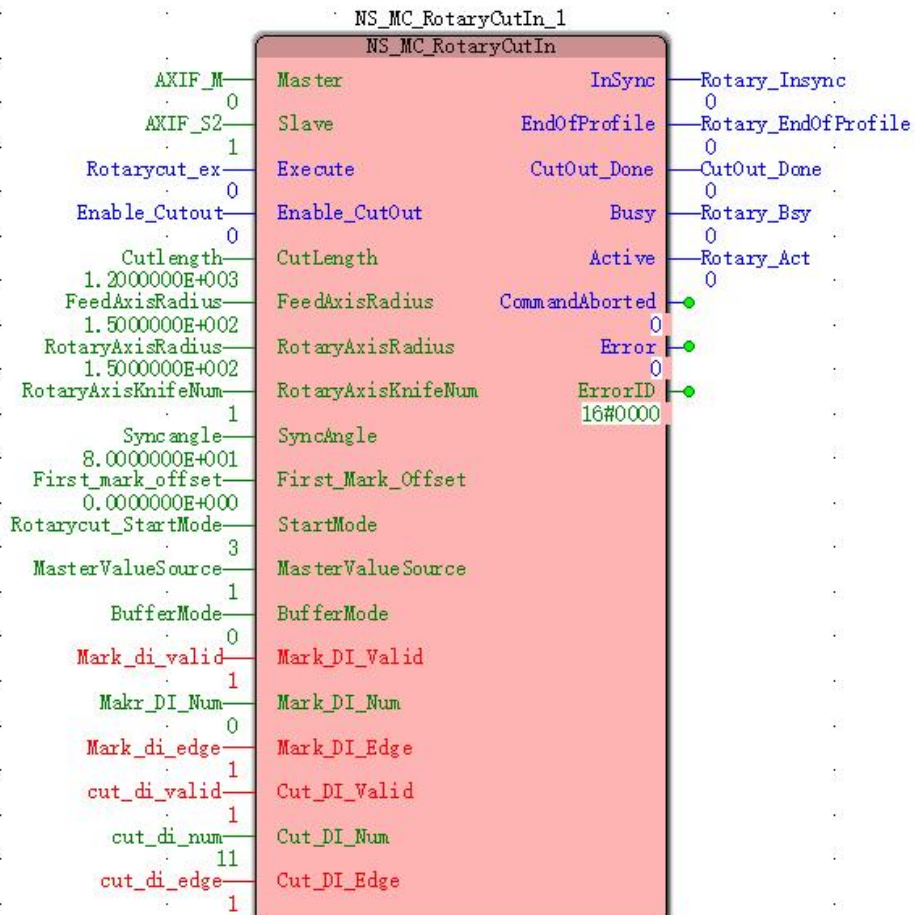 NS_MC_RotaryCutIn_1
NS_MC_RotaryCutIn
AXIF_M Master InSync Rotary_Insync
0 0
AXIF_S2 Slave EndOfProfile Rotary_EndOfProfile
1 0
Rotarycut_ex Execute CutOut_Done CutOut_Done
0 0
Enable_Cutout Enable_CutOut Busy Rotary_Bsy
0 0
Cutlength CutLength Active Rotary_Act
1.2000000E+003 0
FeedAxisRadius FeedAxisRadius CommandAborted
1.5000000E+002 0
RotaryAxisRadius RotaryAxisRadius Error
1.5000000E+002 0
RotaryAxisKnifeNum RotaryAxisKnifeNum ErrorID
1 16#0000
Syncangle SyncAngle
8.0000000E+001
First_mark_offset First_Mark_Offset
0.0000000E+000
Rotarycut_StartMode StartMode
3
MasterValueSource MasterValueSource
1
BufferMode BufferMode
0
Mark_di_valid Mark_DI_Valid
1
Makr_DI_Num Mark_DI_Num
0
Mark_di_edge Mark_DI_Edge
1
cut_di_valid Cut_DI_Valid
1
cut_di_num Cut_DI_Num
11
cut_di_edge Cut_DI_Edge
1